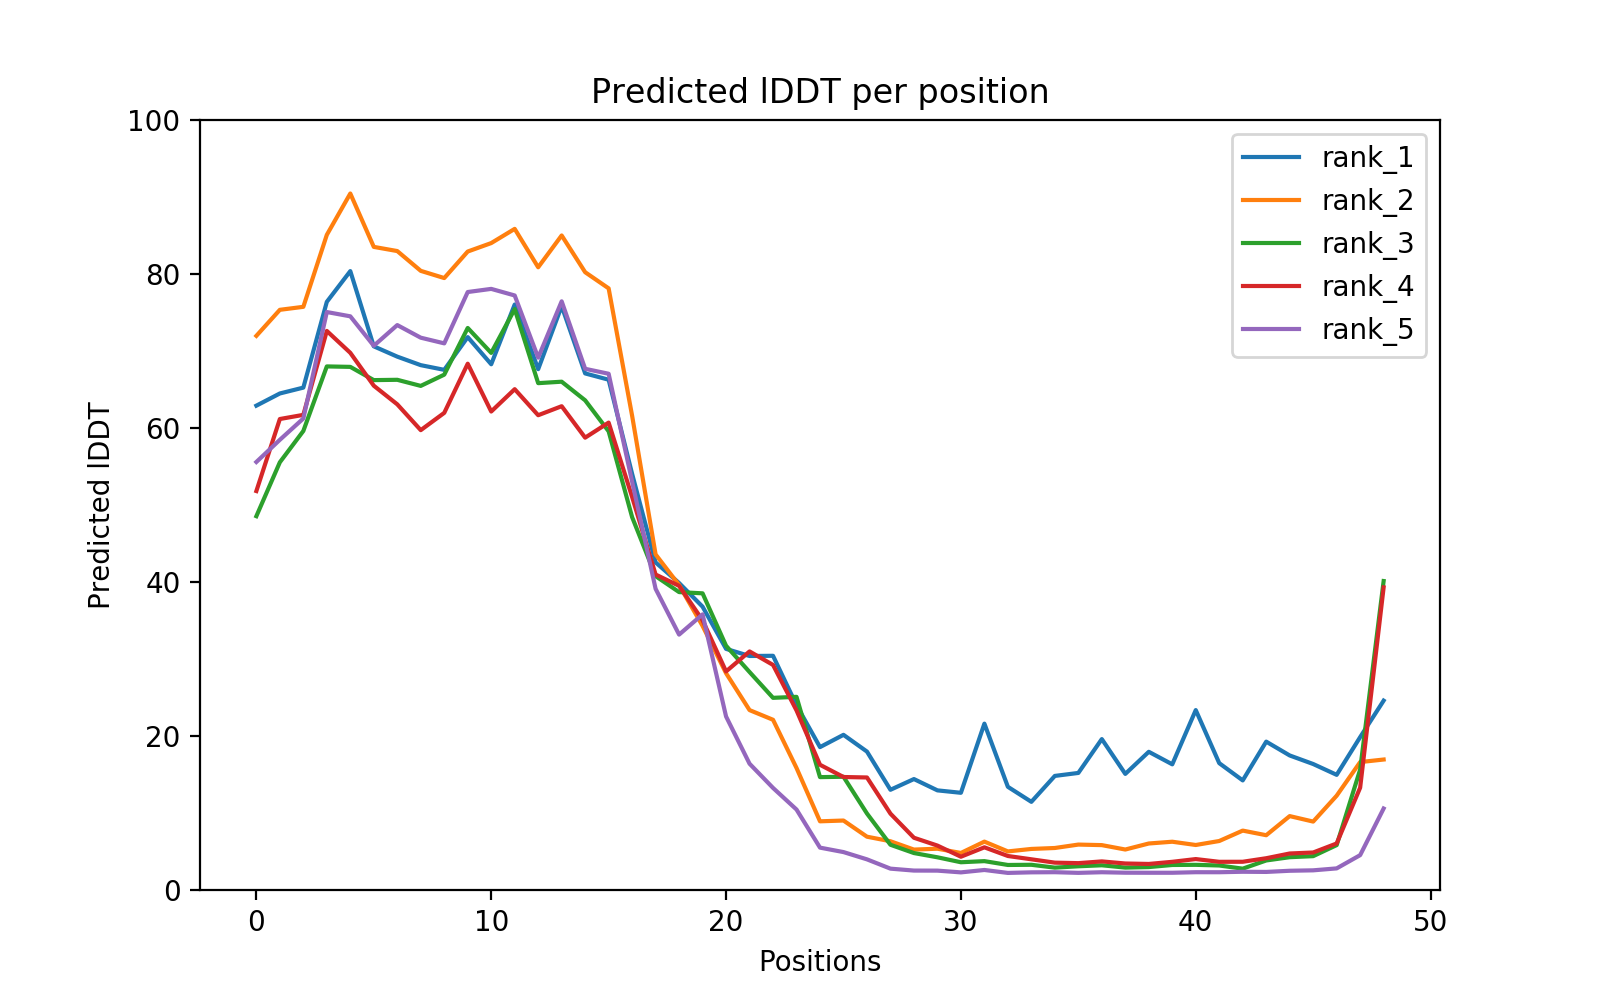 Predicted lDDT per position
100
80
60
40
20
0
Predicted lDDT
0 10 20 30 40 50
Positions
rank_1
rank_2
rank_3
rank_4
rank_5